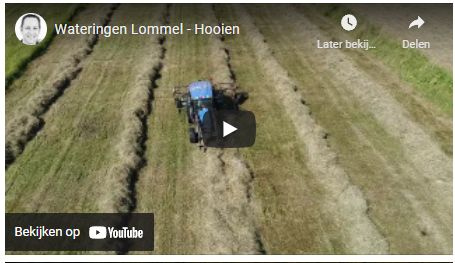 Wateringen Lommel - Hooien
Later bekij...
Delen
Bekijken op YouTube